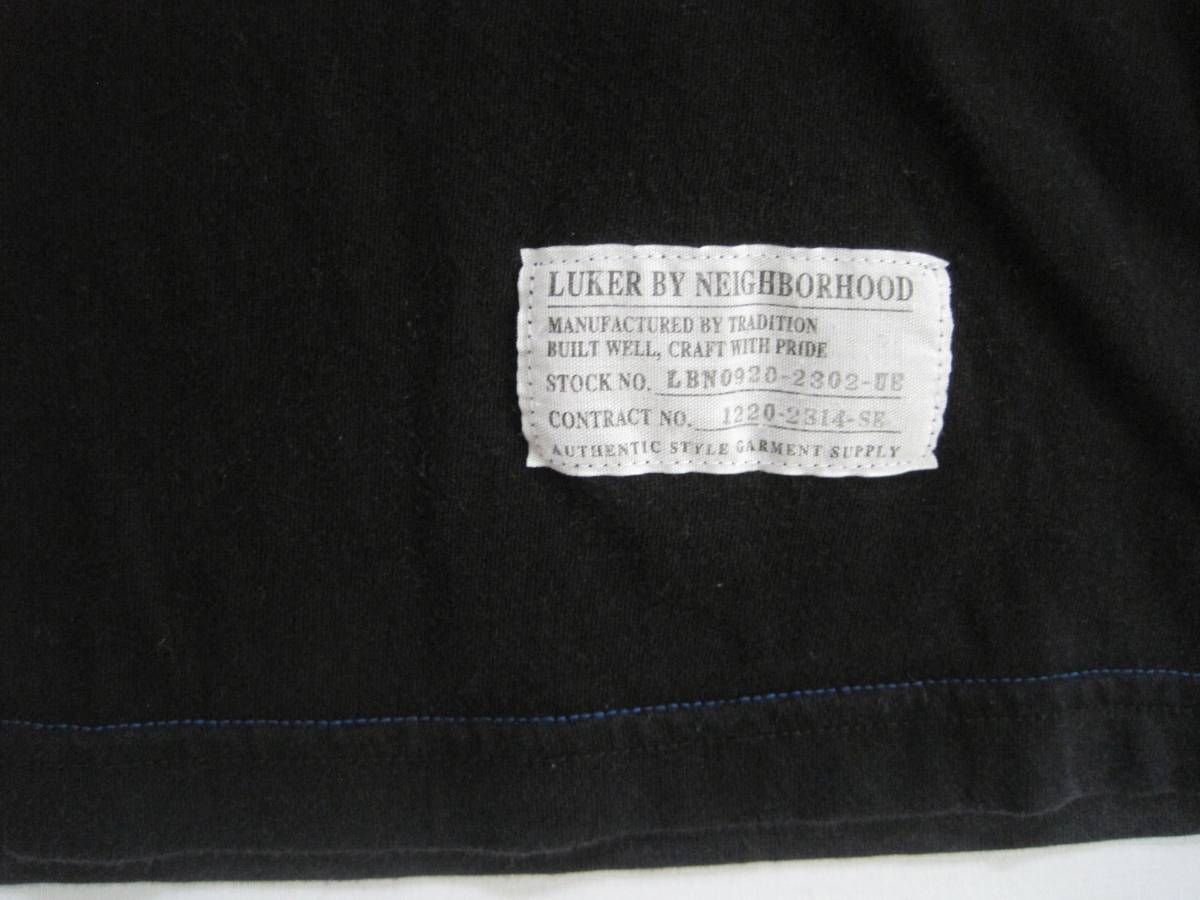 LUKER BY NEIGHBORHOOD
MANUFACTURED BY TRADITION
BUILT WELL, CRAFT WITH PRIDE
STOCK NO. LBN0920-2302-UE
CONTRACT NO. 1220-2314-SE
AUTHENTIC STYLE GARMENT SUPPLY